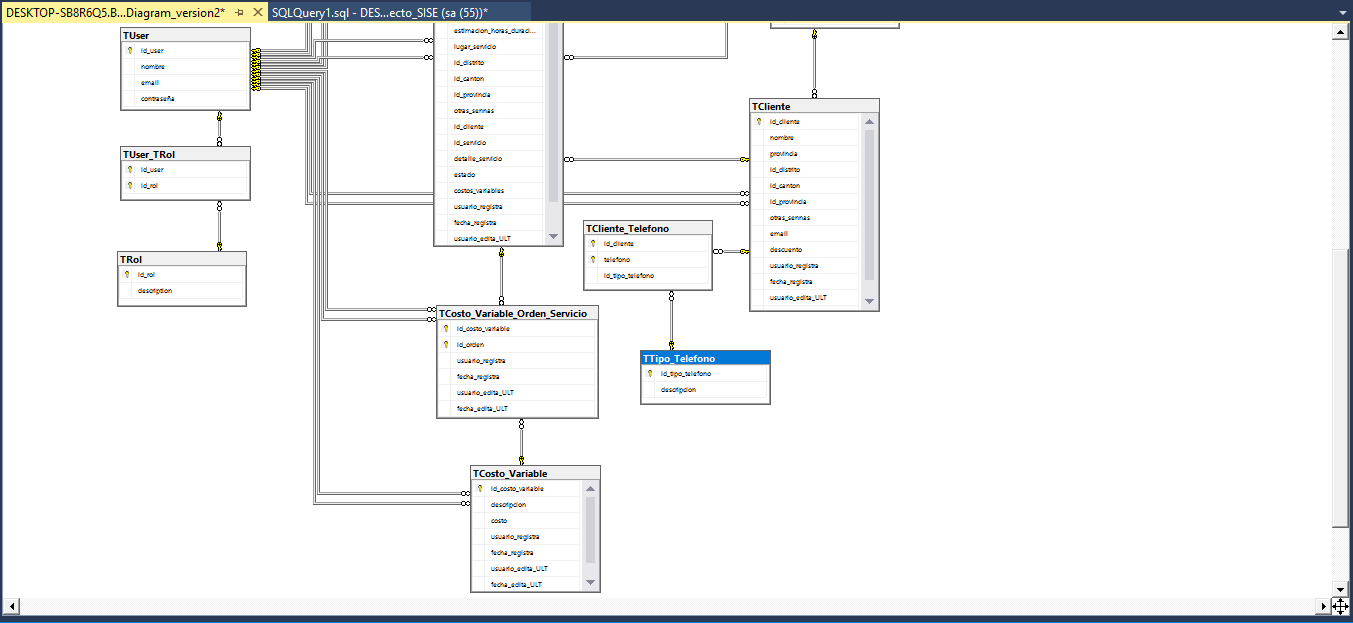 DESKTOP-SB8R6Q5.B...Diagram_version2*
SQLQuery1.sql - DES...ecto_SISE (sa (55))*
TUser
id_user
nombre
email
contraseña
TUser_TRol
id_user
id_rol
TRol
id_rol
description
estimacion_horas_duraci...
lugar_servicio
id_distrito
id_canton
id_provincia
otras_sennas
id_cliente
id_servicio
detalle_servicio
estado
costos_variables
usuario_registra
fecha_registra
usuario_edita_ULT
TCliente
id_cliente
nombre
provincia
id_distrito
id_canton
id_provincia
otras_sennas
email
descuento
usuario_registra
fecha_registra
usuario_edita_ULT
TCliente_Telefono
id_cliente
telefono
id_tipo_telefono
TCosto_Variable_Orden_Servicio
id_costo_variable
id_orden
usuario_registra
fecha_registra
usuario_edita_ULT
fecha_edita_ULT
TTipo_Telefono
id_tipo_telefono
descripcion
TCosto_Variable
id_costo_variable
descripcion
costo
usuario_registra
fecha_registra
usuario_edita_ULT
fecha_edita_ULT